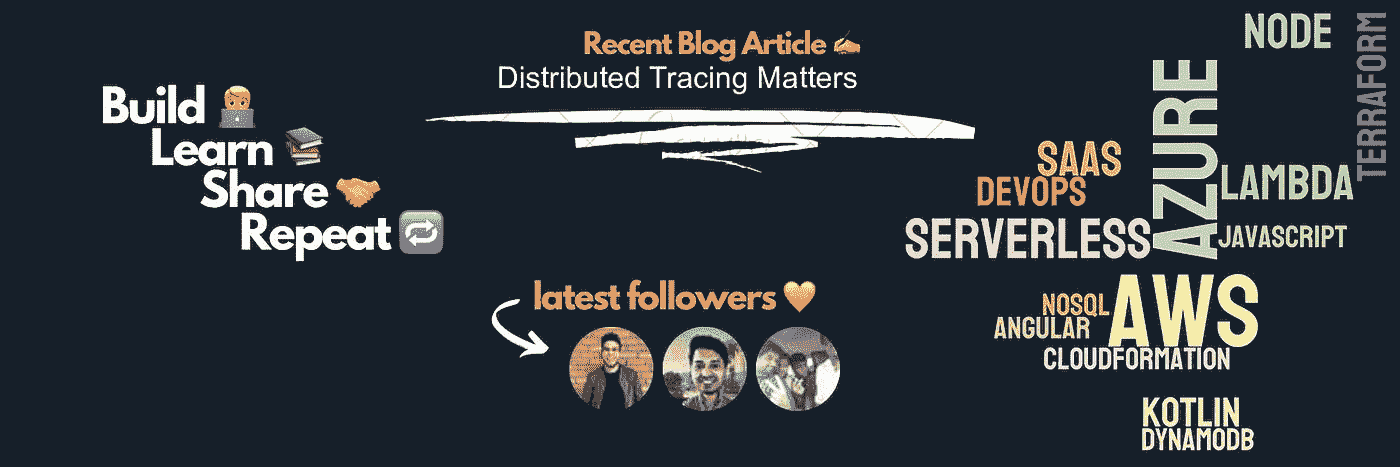 Build
Learn
Share
Repeat
Recent Blog Article
Distributed Tracing Matters
latest followers
NODE
TERRAFORM
AZURE
SAAS
DEVOPS
LAMBDA
SERVERLESS
JAVASCRIPT
AWS
NOSQL
ANGULAR
CLOUDFORMATION
KOTLIN
DYNAMODB